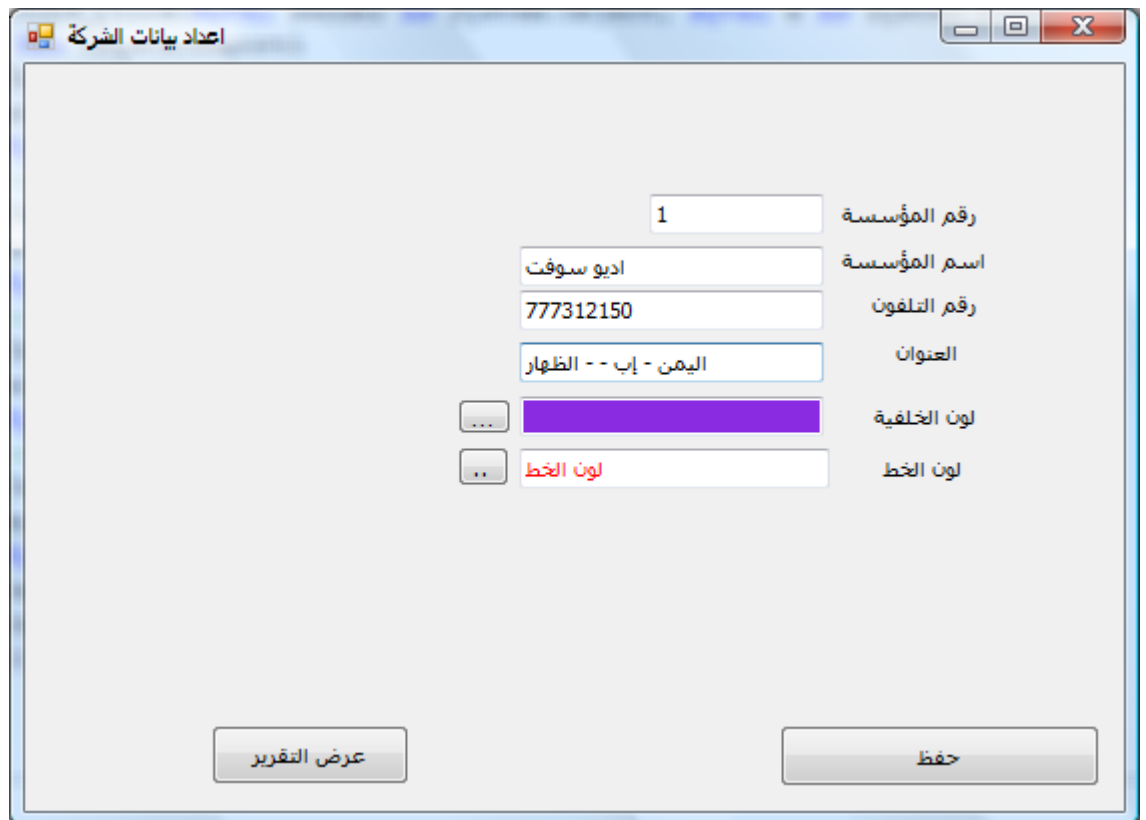 اعداد بيانات الشركة
رقم المؤسسة 1
اسم المؤسسة اديو سوفت
رقم التلفون 777312150
العنوان اليمن - إب - - الظهار
لون الخلفية ...
لون الخط لون الخط ..
حفظ عرض التقرير